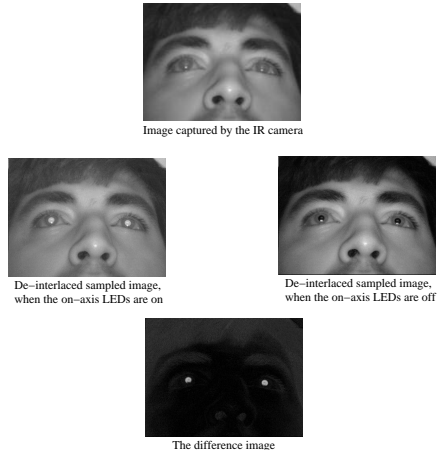 Image captured by the IR camera
De-interlaced sampled image,
when the on-axis LEDs are on
De-interlaced sampled image,
when the on-axis LEDs are off
The difference image